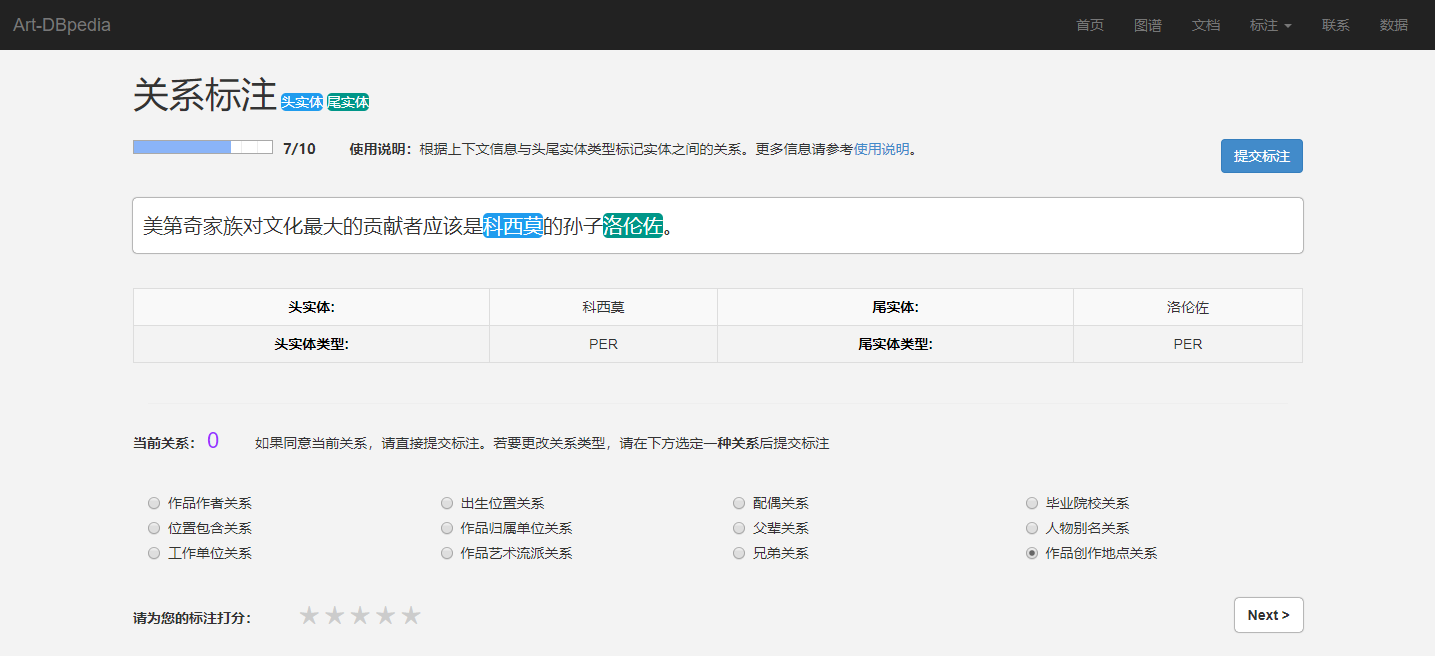 Art-DBpedia 首页 图谱 文档 标注 联系 数据
关系标注 头实体 尾实体
7/10 使用说明：根据上下文信息与头尾实体类型标记实体之间的关系。更多信息请参考使用说明。 提交标注
美第奇家族对文化最大的贡献者应该是科西莫的孙子洛伦佐。
头实体: 科西莫 尾实体: 洛伦佐
头实体类型: PER 尾实体类型: PER
当前关系： 0 如果同意当前关系，请直接提交标注。若要更改关系类型，请在下方选定一种关系后提交标注
作品作者关系 出生位置关系 配偶关系 毕业院校关系
位置包含关系 作品归属单位关系 父辈关系 人物别名关系
工作单位关系 作品艺术流派关系 兄弟关系 作品创作地点关系
请为您的标注打分： Next >